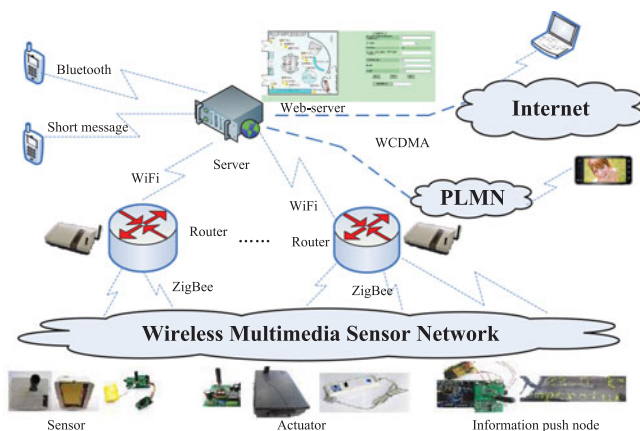 Bluetooth
Short message
Web-server
Internet
WCDMA
Server
PLMN
WiFi
WiFi
Router
......
Router
ZigBee
ZigBee
Wireless Multimedia Sensor Network
Sensor
Actuator
Information push node